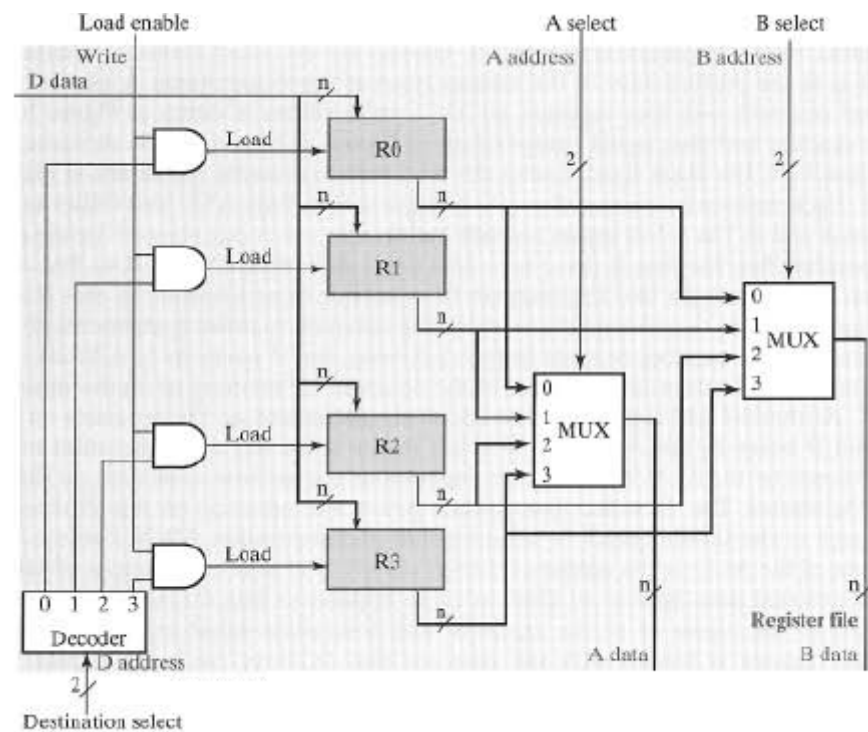 Load enable A select B select
Write A address B address
D data n
Load R0
2 2
n n
n
Load R1
0
n 1
MUX
2
n 3
0
1
Load R2 MUX
2
3
n n
Load R3
0 1 2 3 n n n
Decoder Register file
D address A data B data
2
Destination select